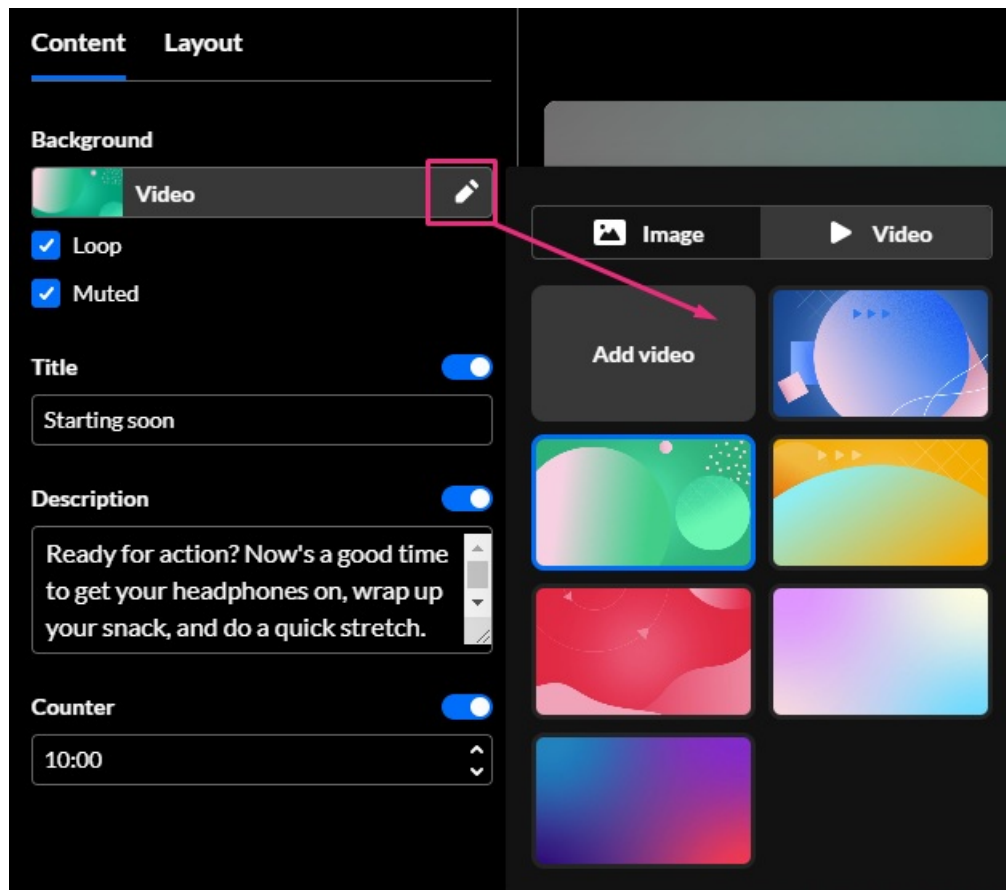 Content Layout
Background
Video
Loop
Muted
Title
Starting soon
Description
Ready for action? Now's a good time
to get your headphones on, wrap up
your snack, and do a quick stretch.
Counter
10:00
Image Video
Add video